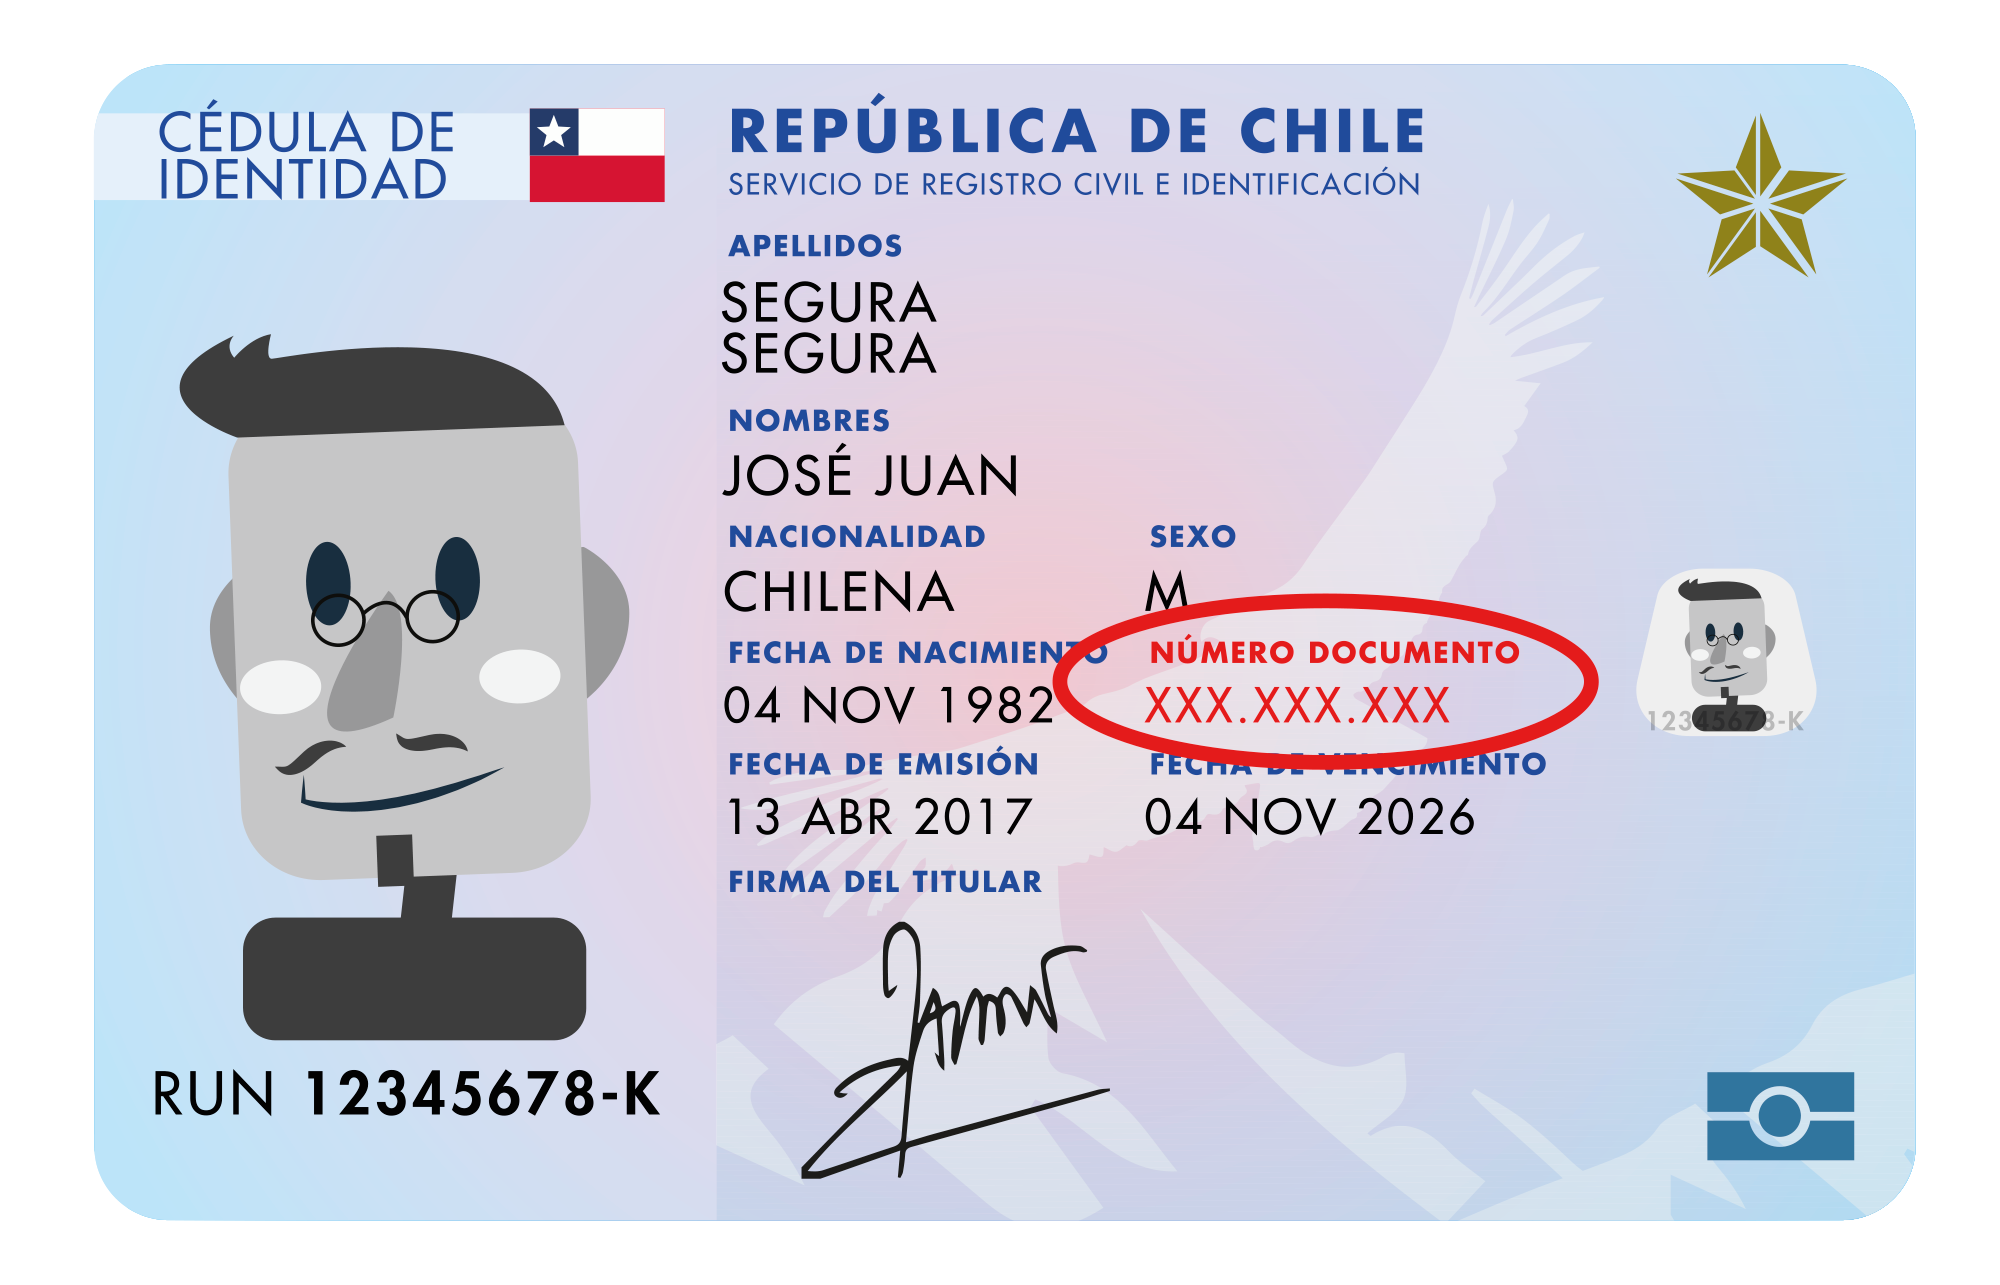 CÉDULA DE
IDENTIDAD
REPÚBLICA DE CHILE
SERVICIO DE REGISTRO CIVIL E IDENTIFICACIÓN
APELLIDOS
SEGURA
SEGURA
NOMBRES
JOSÉ JUAN
NACIONALIDAD SEXO
CHILENA M
FECHA DE NACIMIENTO NÚMERO DOCUMENTO
04 NOV 1982 XXX.XXX.XXX
12345678-K
FECHA DE EMISIÓN FECHA DE VENCIMIENTO
13 ABR 2017 04 NOV 2026
FIRMA DEL TITULAR
RUN 12345678-K